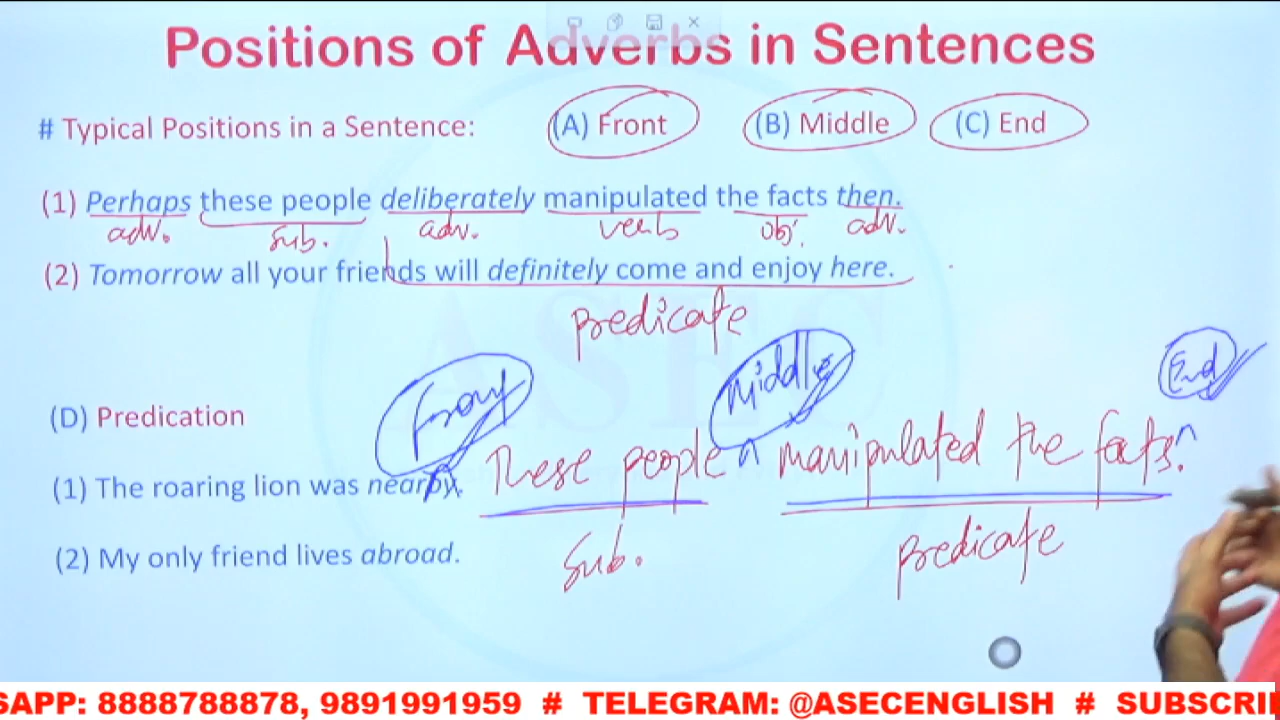 Positions of Adverbs in Sentences
# Typical Positions in a Sentence: (A) Front (B) Middle (C) End
(1) Perhaps these people deliberately manipulated the facts then.
adv. sub. adv. verb obj. adv.
(2) Tomorrow all your friends will definitely come and enjoy here.
predicate
Front Middle End
(D) Predication
These people ^ manipulated the facts. ^
(1) The roaring lion was nearby.
Sub. predicate
(2) My only friend lives abroad.
ASEC
SAPP: 8888788878, 9891991959 # TELEGRAM: @ASECENGLISH # SUBSCRI